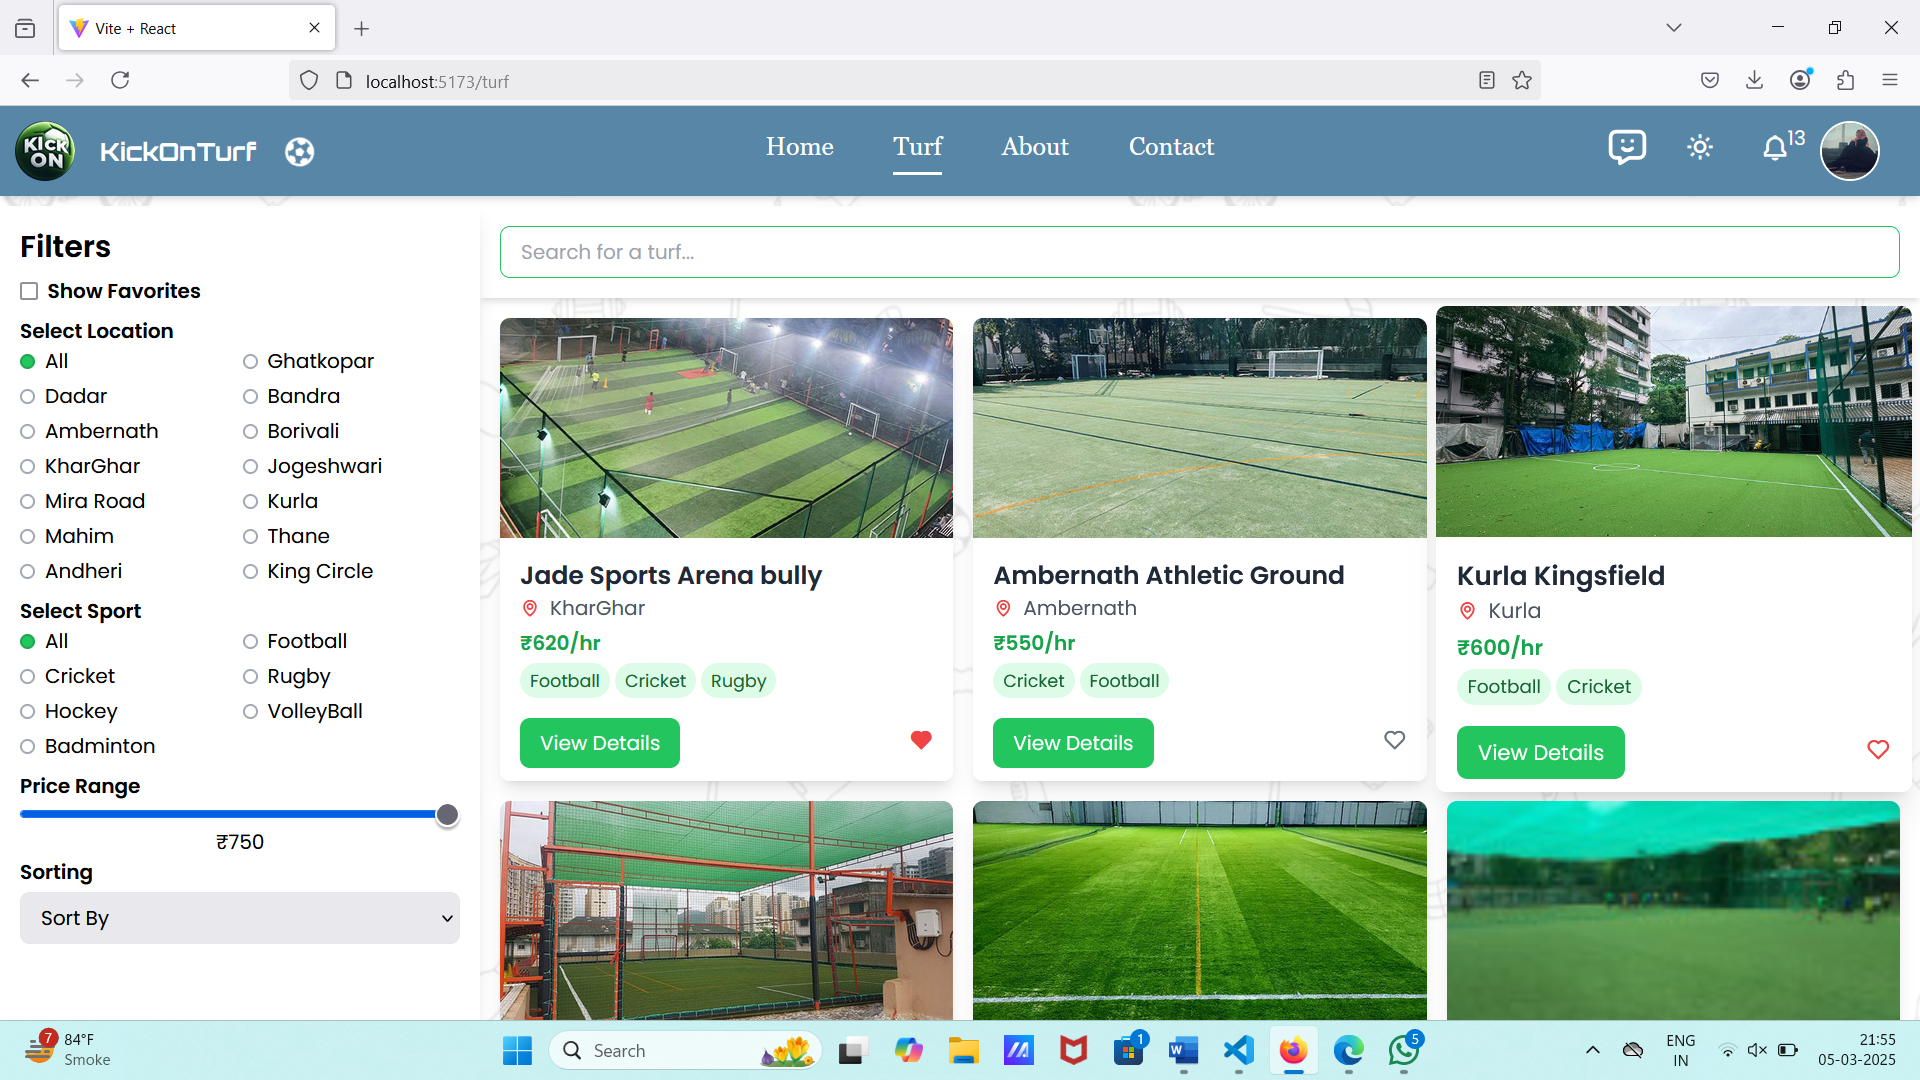 Vite + React
localhost:5173/turf
KICK
ON
KickOnTurf
Home
Turf
About
Contact
13
Filters
Show Favorites
Select Location
All
Ghatkopar
Dadar
Bandra
Ambernath
Borivali
KharGhar
Jogeshwari
Mira Road
Kurla
Mahim
Thane
Andheri
King Circle
Select Sport
All
Football
Cricket
Rugby
Hockey
VolleyBall
Badminton
Price Range
₹750
Sorting
Sort By
Search for a turf...
Jade Sports Arena bully
KharGhar
₹620/hr
Football Cricket Rugby
View Details
Ambernath Athletic Ground
Ambernath
₹550/hr
Cricket Football
View Details
Kurla Kingsfield
Kurla
₹600/hr
Football Cricket
View Details
7
84°F
Smoke
Search
1
W
5
ENG
IN
21:55
05-03-2025